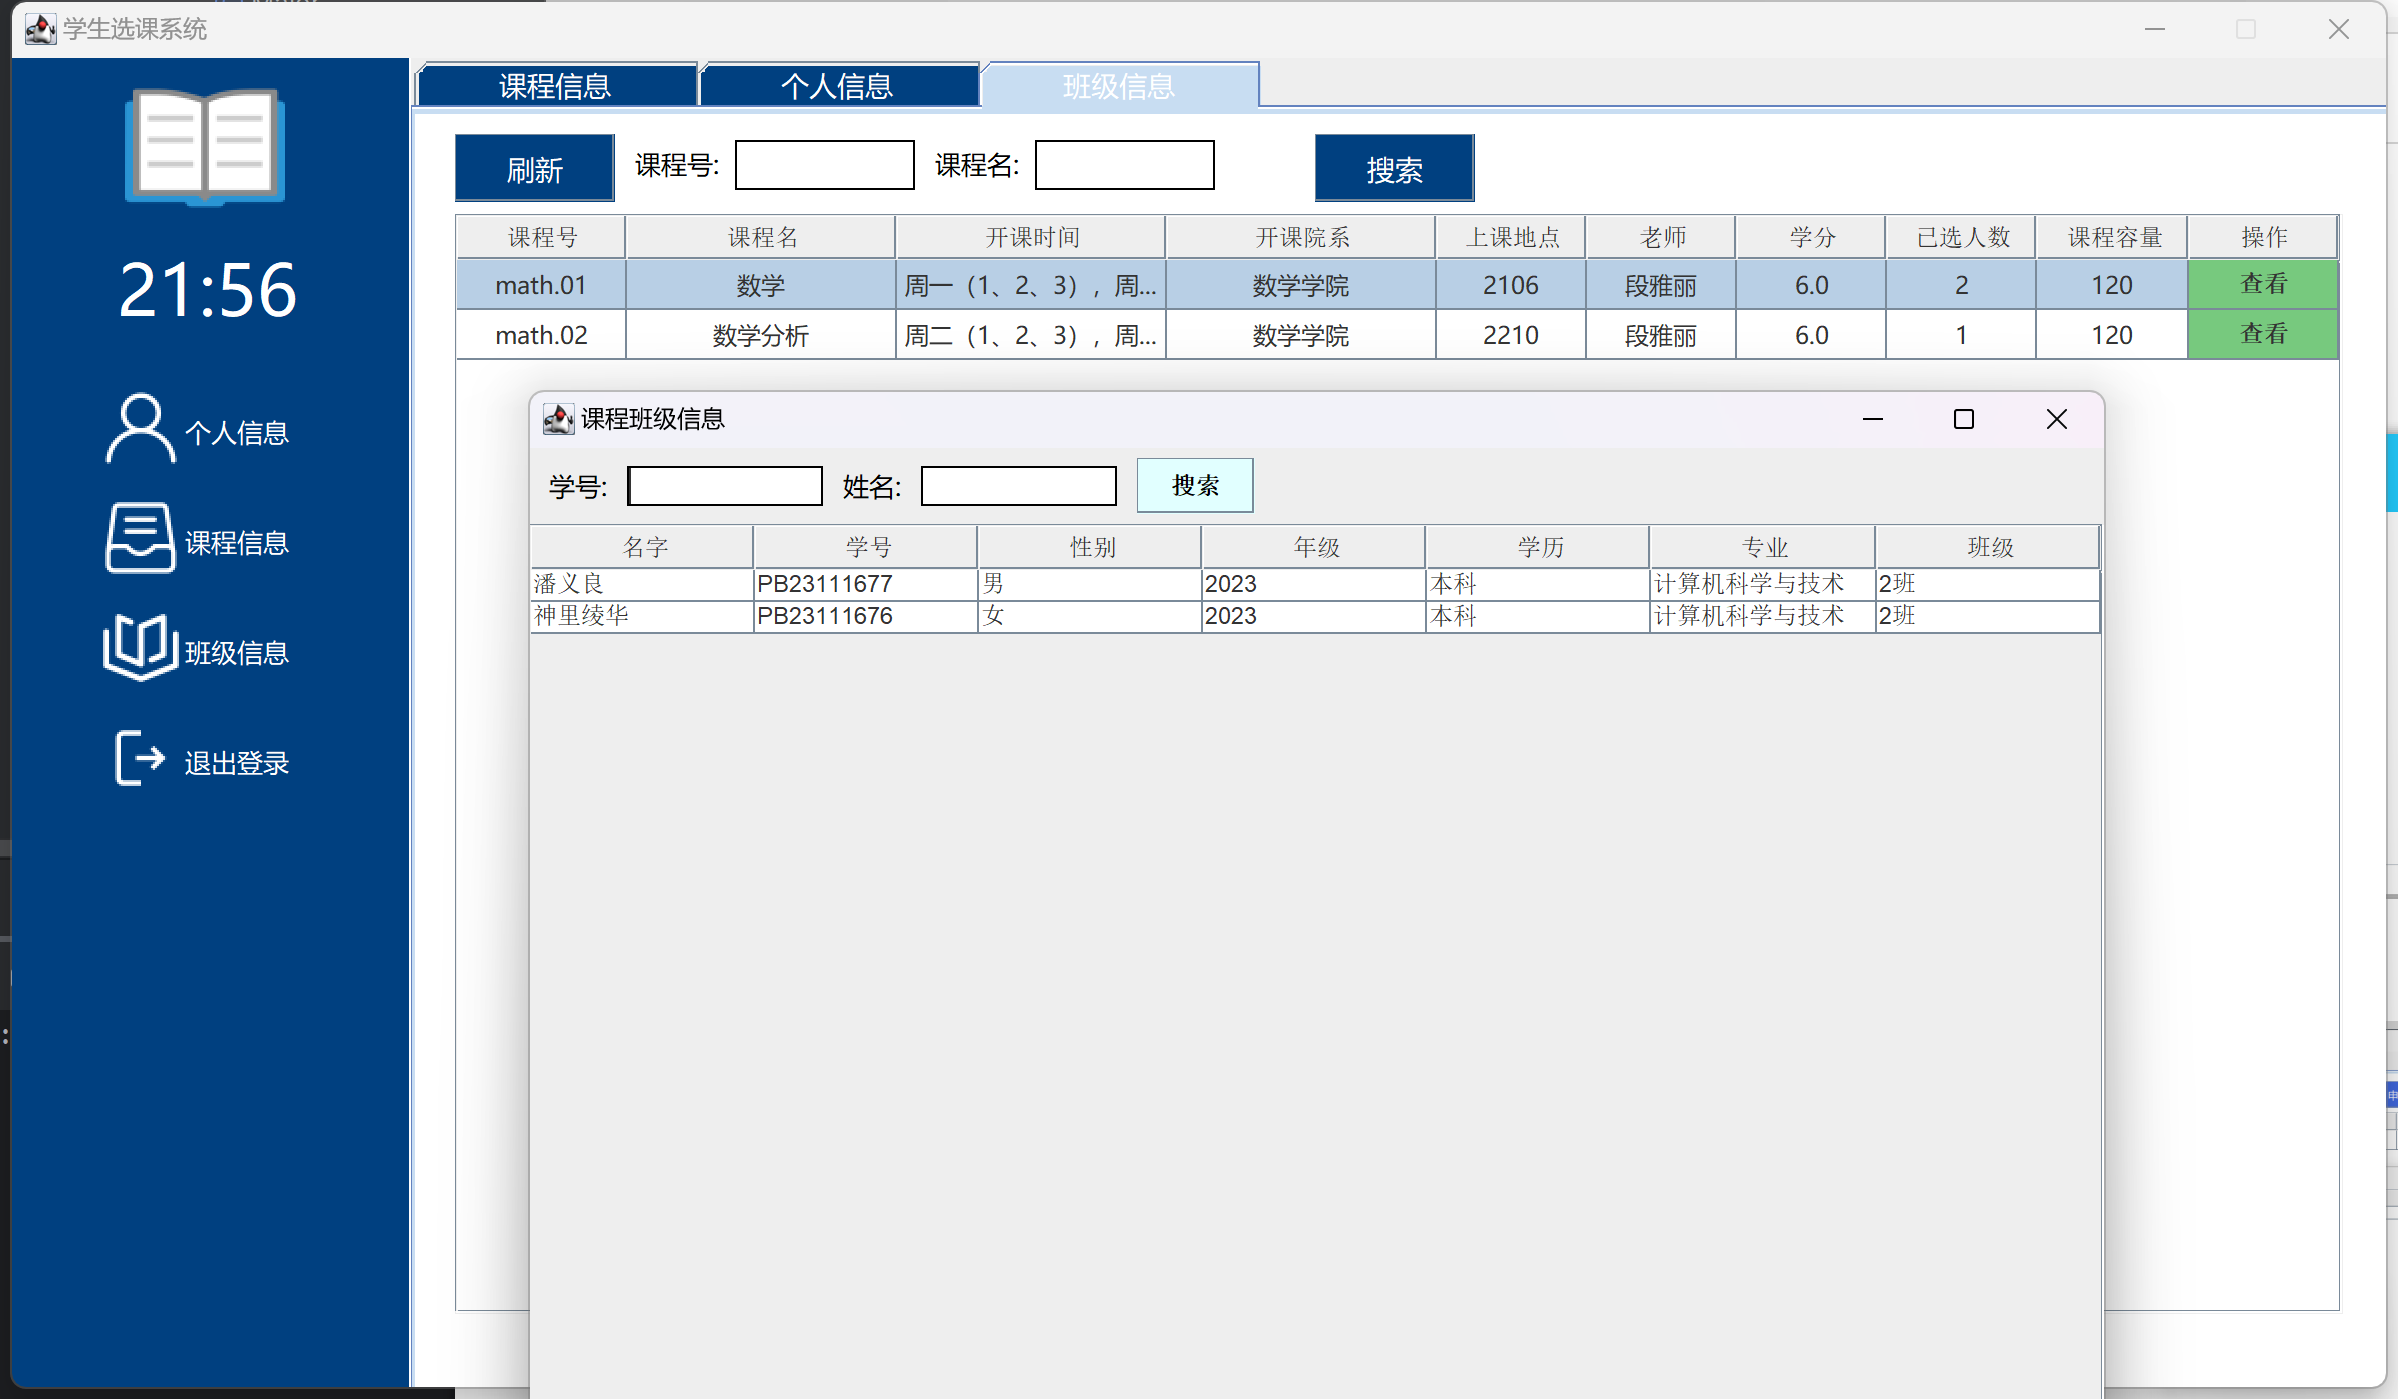 学生选课系统
课程信息 个人信息 班级信息
刷新 课程号: 课程名: 搜索
课程号 课程名 开课时间 开课院系 上课地点 老师 学分 已选人数 课程容量 操作
math.01 数学 周一（1、2、3），周... 数学学院 2106 段雅丽 6.0 2 120 查看
math.02 数学分析 周二（1、2、3），周... 数学学院 2210 段雅丽 6.0 1 120 查看
21:56
个人信息
课程信息
班级信息
退出登录
课程班级信息
学号: 姓名: 搜索
名字 学号 性别 年级 学历 专业 班级
潘义良 PB23111677 男 2023 本科 计算机科学与技术 2班
神里绫华 PB23111676 女 2023 本科 计算机科学与技术 2班